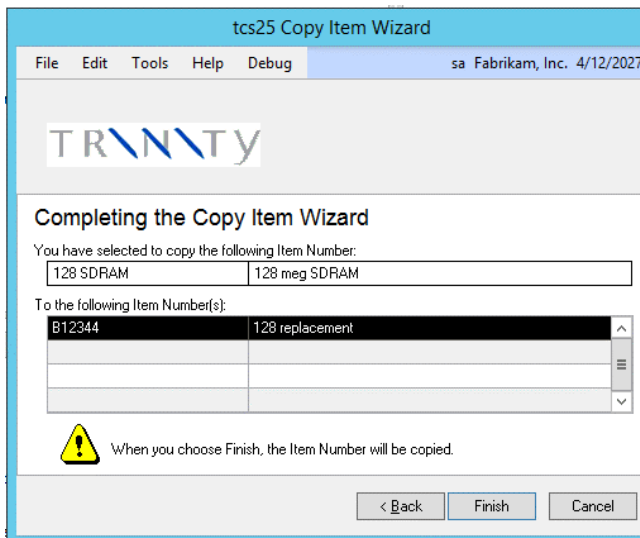 tcs25 Copy Item Wizard
File Edit Tools Help Debug sa Fabrikam, Inc. 4/12/2027
TRINITY
Completing the Copy Item Wizard
You have selected to copy the following Item Number:
128 SDRAM 128 meg SDRAM
To the following Item Number(s):
B12344 128 replacement
When you choose Finish, the Item Number will be copied.
< Back Finish Cancel